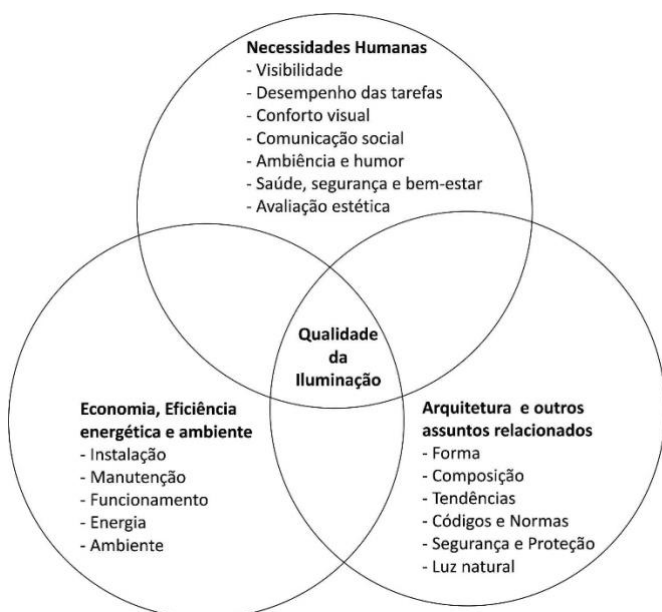 Necessidades Humanas
- Visibilidade
- Desempenho das tarefas
- Conforto visual
- Comunicação social
- Ambiência e humor
- Saúde, segurança e bem-estar
- Avaliação estética
Qualidade
da
Iluminação
Economia, Eficiência
energética e ambiente
- Instalação
- Manutenção
- Funcionamento
- Energia
- Ambiente
Arquitetura e outros
assuntos relacionados
- Forma
- Composição
- Tendências
- Códigos e Normas
- Segurança e Proteção
- Luz natural